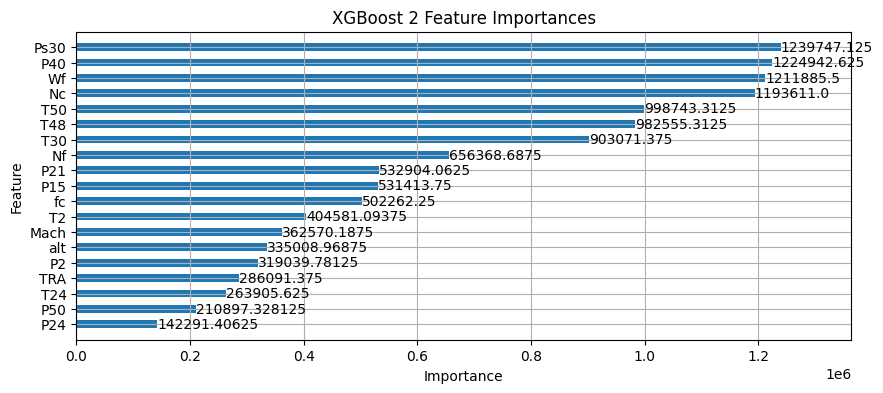 XGBoost 2 Feature Importances
Feature
Ps30 1239747.125
P40 1224942.625
Wf 1211885.5
Nc 1193611.0
T50 998743.3125
T48 982555.3125
T30 903071.375
Nf 656368.6875
P21 532904.0625
P15 531413.75
fc 502262.25
T2 404581.09375
Mach 362570.1875
alt 335008.96875
P2 319039.78125
TRA 286091.375
T24 263905.625
P50 210897.328125
P24 142291.40625
0.0 0.2 0.4 0.6 0.8 1.0 1.2
1e6
Importance